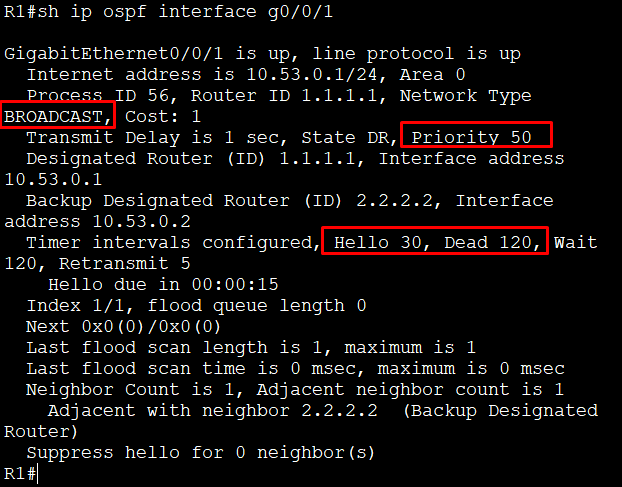 R1#sh ip ospf interface g0/0/1
GigabitEthernet0/0/1 is up, line protocol is up
Internet address is 10.53.0.1/24, Area 0
Process ID 56, Router ID 1.1.1.1, Network Type
BROADCAST, Cost: 1
Transmit Delay is 1 sec, State DR, Priority 50
Designated Router (ID) 1.1.1.1, Interface address
10.53.0.1
Backup Designated Router (ID) 2.2.2.2, Interface
address 10.53.0.2
Timer intervals configured, Hello 30, Dead 120, Wait
120, Retransmit 5
Hello due in 00:00:15
Index 1/1, flood queue length 0
Next 0x0(0)/0x0(0)
Last flood scan length is 1, maximum is 1
Last flood scan time is 0 msec, maximum is 0 msec
Neighbor Count is 1, Adjacent neighbor count is 1
Adjacent with neighbor 2.2.2.2  (Backup Designated
Router)
Suppress hello for 0 neighbor(s)
R1#